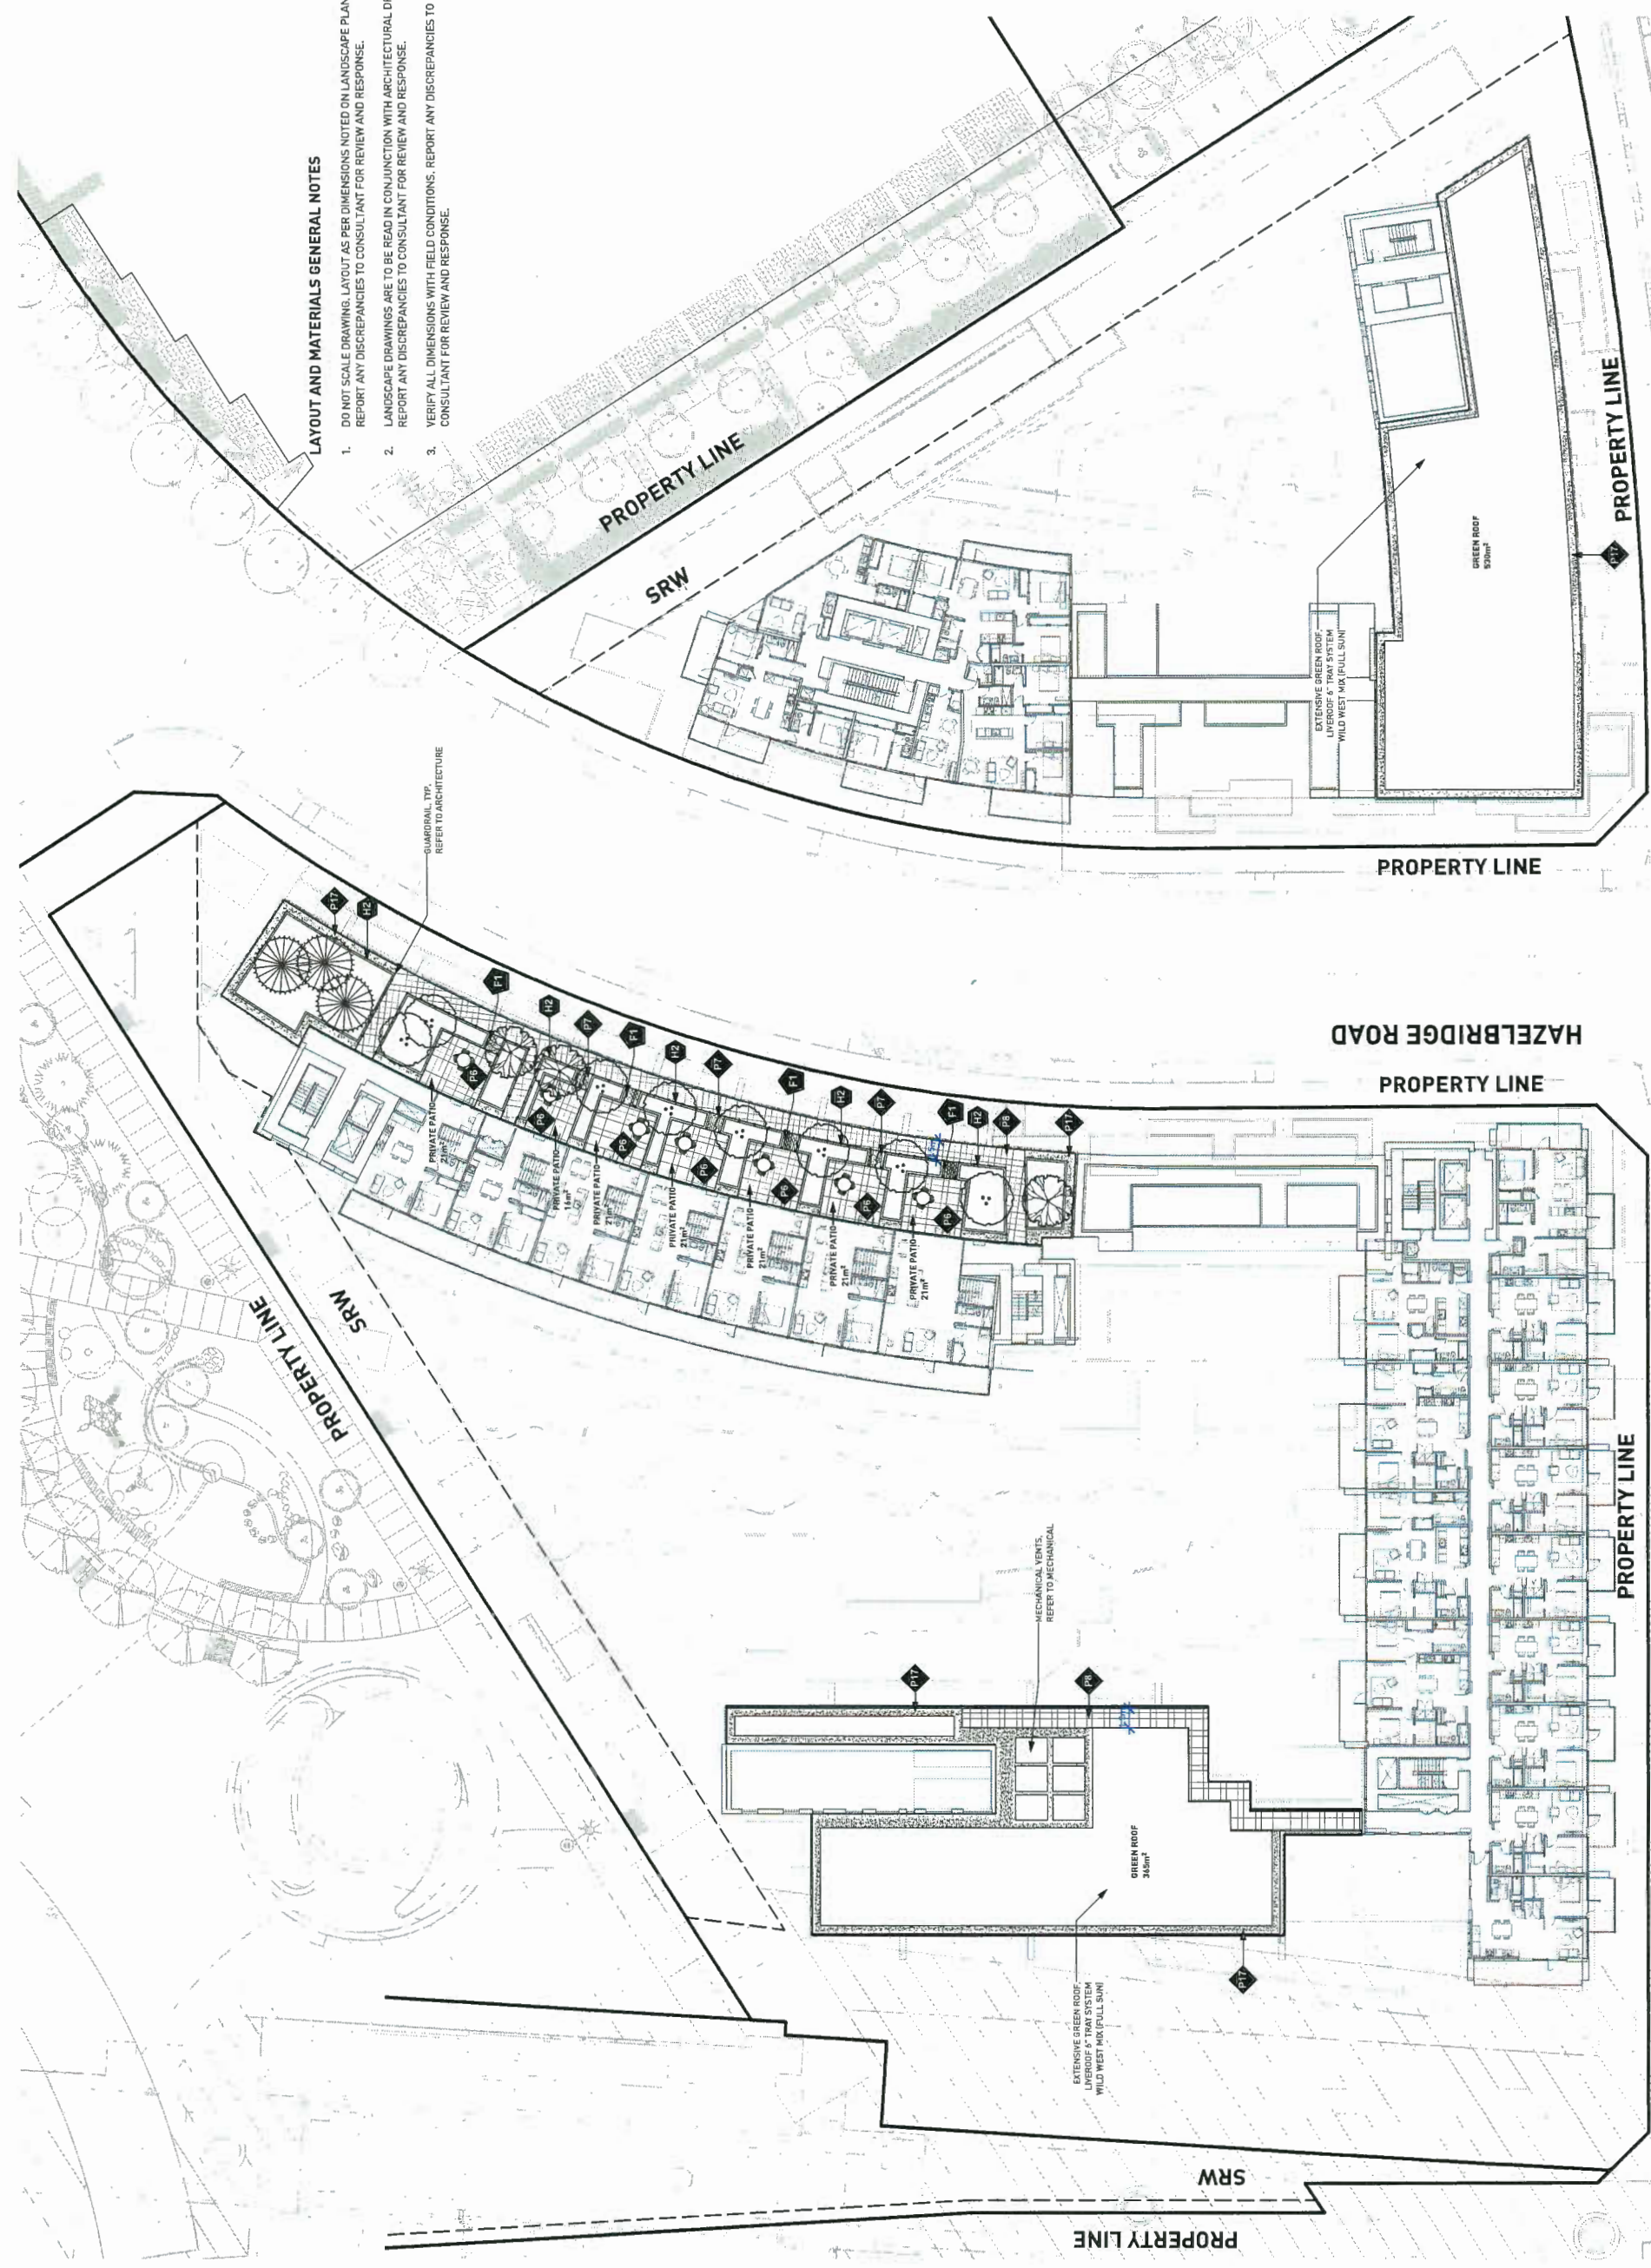 LAYOUT AND MATERIALS GENERAL NOTES
1. DO NOT SCALE DRAWING. LAYOUT AS PER DIMENSIONS NOTED ON LANDSCAPE PLAN
REPORT ANY DISCREPANCIES TO CONSULTANT FOR REVIEW AND RESPONSE.
2. LANDSCAPE DRAWINGS ARE TO BE READ IN CONJUNCTION WITH ARCHITECTURAL
REPORT ANY DISCREPANCIES TO CONSULTANT FOR REVIEW AND RESPONSE.
3. VERIFY ALL DIMENSIONS WITH FIELD CONDITIONS. REPORT ANY DISCREPANCIES TO
CONSULTANT FOR REVIEW AND RESPONSE.
PROPERTY LINE
SRW
EXTENSIVE GREEN ROOF.
LIVEROOF 6" TRAY SYSTEM
WILD WEST MIX (FULL SUN)
GREEN ROOF
530m²
P17
PROPERTY LINE
PROPERTY LINE
GUARDRAIL, TYP.
REFER TO ARCHITECTURE
P17
H2
F1
H2
P7
F1
H2
P7
F1
H2
P7
F1
H2
P8
P17
P6
P6
P6
P6
P6
P6
P6
PRIVATE PATIO
21m²
PRIVATE PATIO
16m²
PRIVATE PATIO
21m²
PRIVATE PATIO
21m²
PRIVATE PATIO
21m²
PRIVATE PATIO
21m²
PRIVATE PATIO
21m²
HAZELBRIDGE ROAD
PROPERTY LINE
PROPERTY LINE
SRW
MECHANICAL VENTS,
REFER TO MECHANICAL
P17
P8
GREEN ROOF
365m²
P17
EXTENSIVE GREEN ROOF.
LIVEROOF 6" TRAY SYSTEM
WILD WEST MIX (FULL SUN)
PROPERTY LINE
SRW
PROPERTY LINE